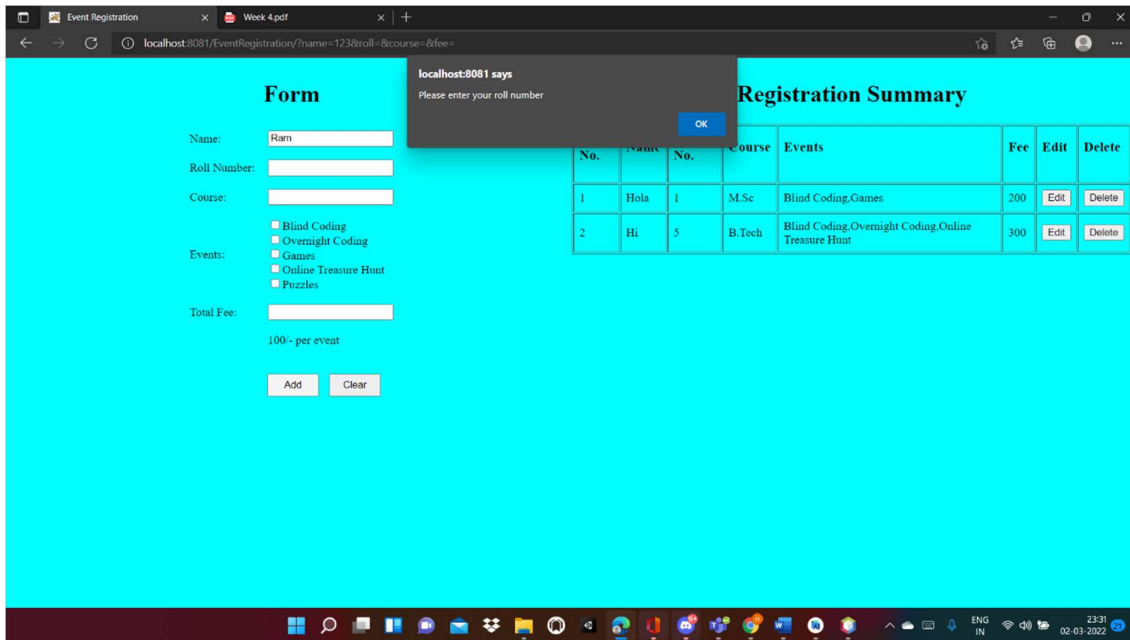 Event Registration
Week 4.pdf
localhost:8081/EventRegistration/?name=123&roll=&course=&fee=
localhost:8081 says
Please enter your roll number
OK
Form
Registration Summary
Name: Ram
Roll Number:
Course:
Blind Coding
Overnight Coding
Events:
Games
Online Treasure Hunt
Puzzles
Total Fee:
100/- per event
Add Clear
No. Name No. Course Events Fee Edit Delete
1 Hola 1 M.Sc Blind Coding,Games 200 Edit Delete
2 Hi 5 B.Tech Blind Coding,Overnight Coding,Online Treasure Hunt 300 Edit Delete
ENG
IN
23:31
02-03-2022
21